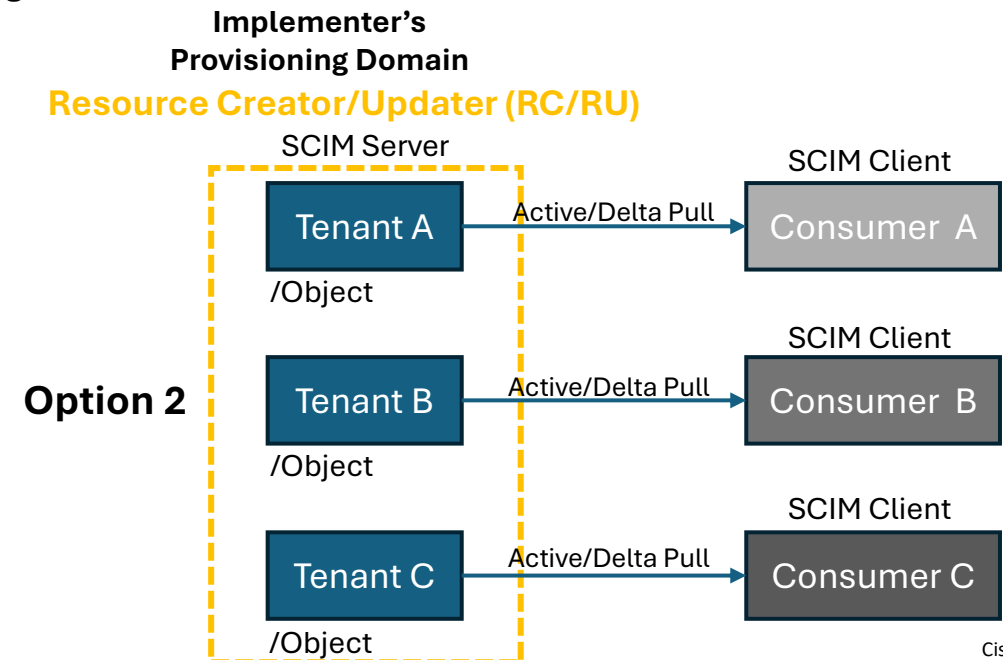 Implementer's
Provisioning Domain
Resource Creator/Updater (RC/RU)
SCIM Server
SCIM Client
Tenant A
Active/Delta Pull
Consumer A
/Object
SCIM Client
Option 2
Tenant B
Active/Delta Pull
Consumer B
/Object
SCIM Client
Tenant C
Active/Delta Pull
Consumer C
/Object
Cis